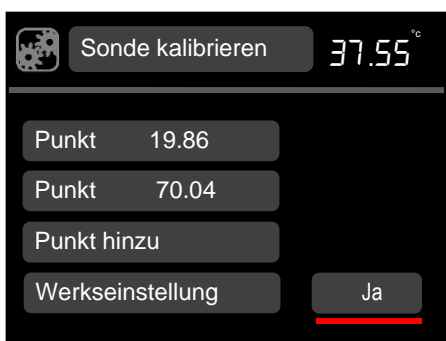 Sonde kalibrieren 37.55 °C
Punkt 19.86
Punkt 70.04
Punkt hinzu
Werkseinstellung Ja